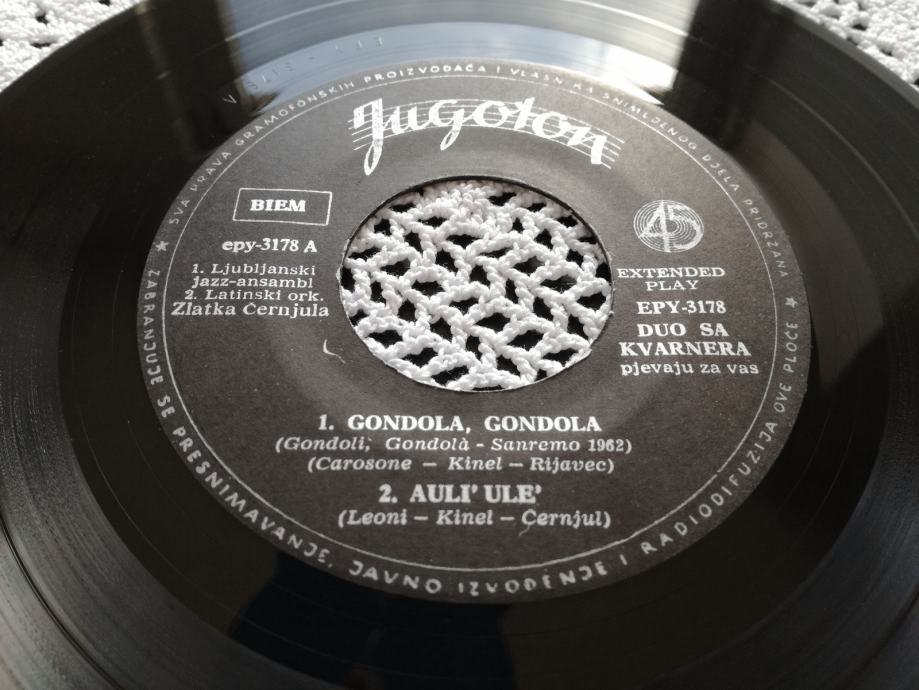 SVA PRAVA GRAMOFONSKIH PROIZVOĐAČA I VLASNIKA SNIMLJENOG DJELA PRIDRŽANA ★ ZABRANJUJE SE PRESNIMAVANJE, JAVNO IZVOĐENJE I RADIODIFUZIJA OVE PLOČE ★
Jugoton
BIEM
epy-3178 A
1. Ljubljanski
jazz-ansambl
2. Latinski ork.
Zlatka Černjula
45
EXTENDED
PLAY
EPY-3178
DUO SA
KVARNERA
pjevaju za vas
1. GONDOLA, GONDOLA
(Gondoli, Gondolà - Sanremo 1962)
(Carosone – Kinel – Rijavec)
2. AULI' ULE'
(Leoni – Kinel – Černjul)